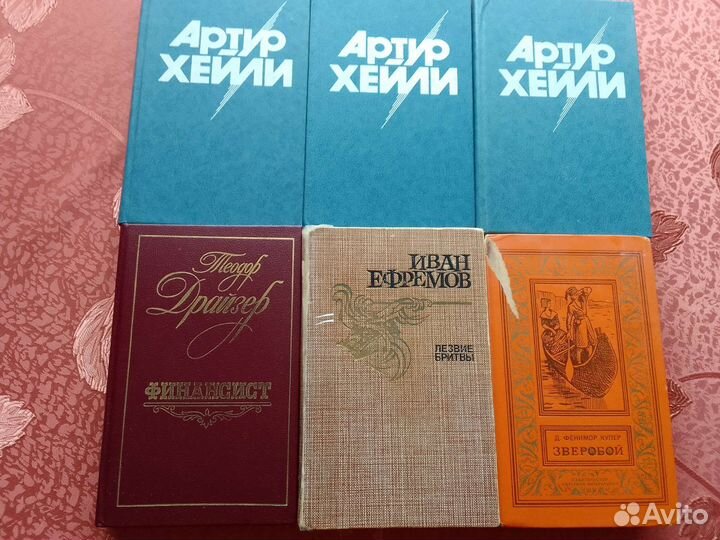 Артур
Хейли
Артур
Хейли
Артур
Хейли
Теодор
Драйзер
ФИНАНСИСТ
ИВАН
ЕФРЕМОВ
ЛЕЗВИЕ
БРИТВЫ
Д. ФЕНИМОР КУПЕР
ЗВЕРОБОЙ
Avito